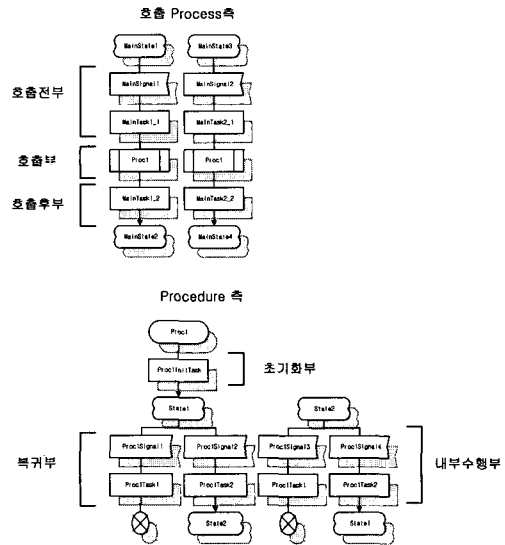 호출 Process측
MainState1 MainState3
MainSignal1 MainSignal2
호출전부
MainTask1_1 MainTask2_1
호출부 Proc1 Proc1
호출후부 MainTask1_2 MainTask2_2
MainState2 MainState4
Procedure 측
Proc1
Proc1InitTask 초기화부
State1 State2
Proc1Signal1 Proc1Signal2 Proc1Signal3 Proc1Signal4
복귀부 내부수행부
Proc1Task1 Proc1Task2 Proc1Task1 Proc1Task2
State2 State1